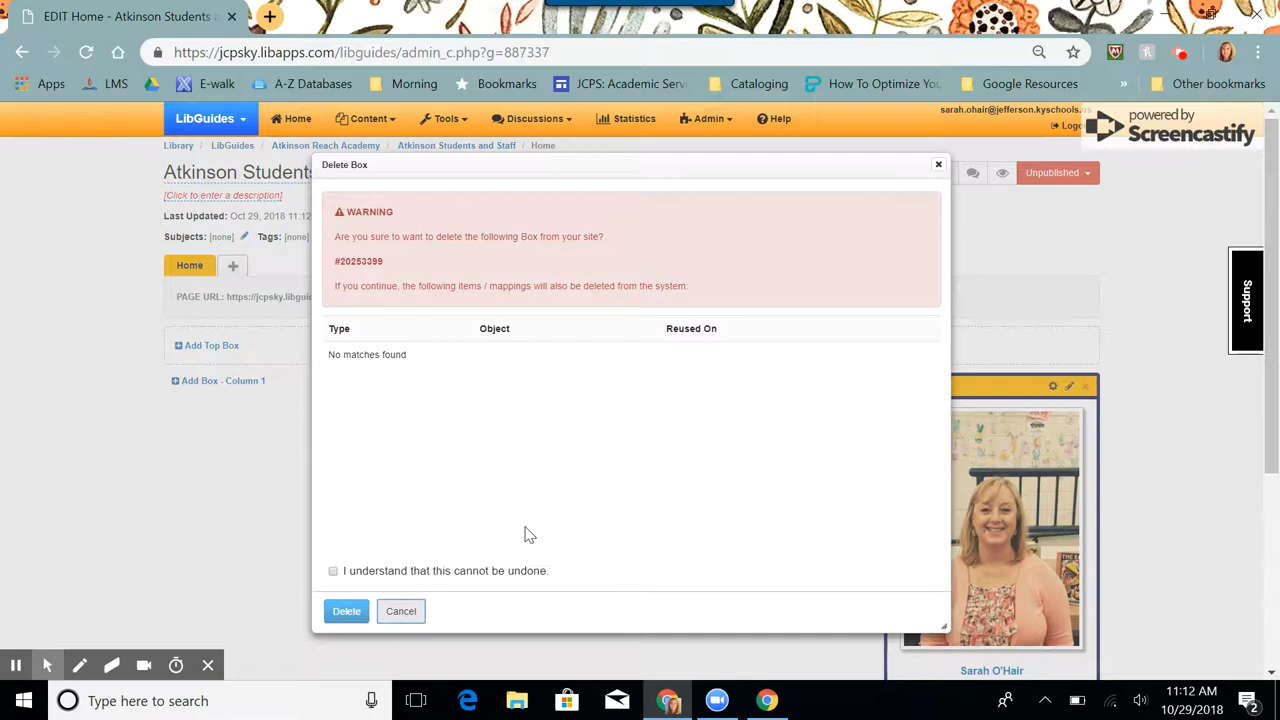 EDIT Home - Atkinson Students a
https://jcpsky.libapps.com/libguides/admin_c.php?g=887337
Apps LMS E-walk A-Z Databases Morning Bookmarks JCPS: Academic Servi Cataloging How To Optimize You Google Resources » Other bookmarks
LibGuides Home Content Tools Discussions Statistics Admin Help
sarah.ohair@jefferson.kyschools.
Logo
powered by
Screencastify
Library LibGuides Atkinson Reach Academy Atkinson Students and Staff Home
Atkinson Students
[Click to enter a description]
Last Updated: Oct 29, 2018 11:12
Subjects: [none] Tags: [none]
Unpublished
Home
PAGE URL: https://jcpsky.libguid
Add Top Box
Add Box - Column 1
Delete Box
WARNING
Are you sure to want to delete the following Box from your site?
#20253399
If you continue, the following items / mappings will also be deleted from the system:
Type Object Reused On
No matches found
I understand that this cannot be undone.
Delete Cancel
Support
Sarah O'Hair
Type here to search
11:12 AM
10/29/2018
2